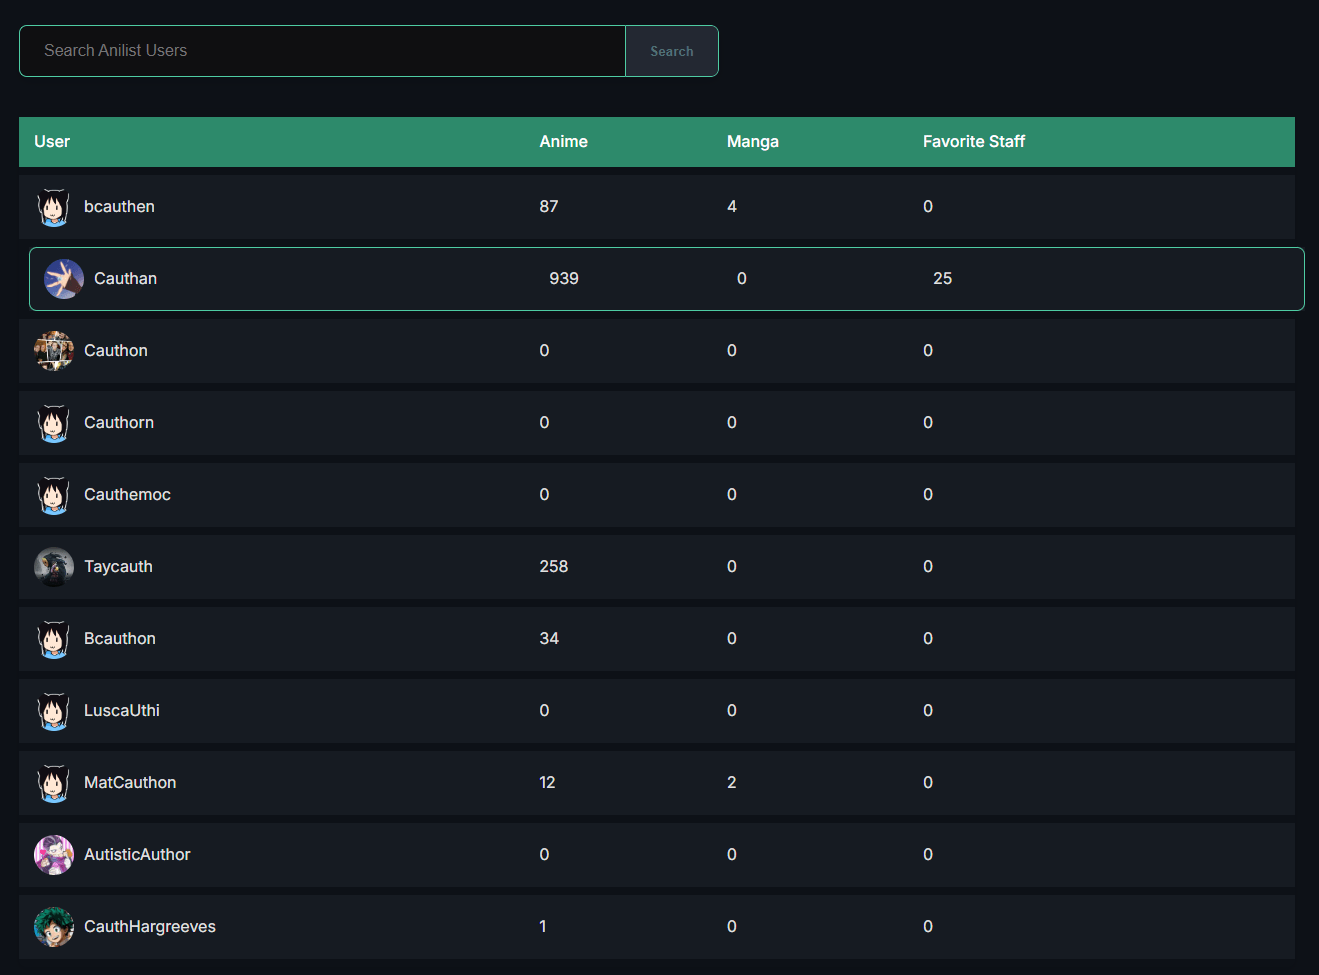 Search Anilist Users Search
User Anime Manga Favorite Staff
bcauthen 87 4 0
Cauthan 939 0 25
Cauthon 0 0 0
Cauthorn 0 0 0
Cauthemoc 0 0 0
Taycauth 258 0 0
Bcauthon 34 0 0
LuscaUthi 0 0 0
MatCauthon 12 2 0
AutisticAuthor 0 0 0
CauthHargreeves 1 0 0